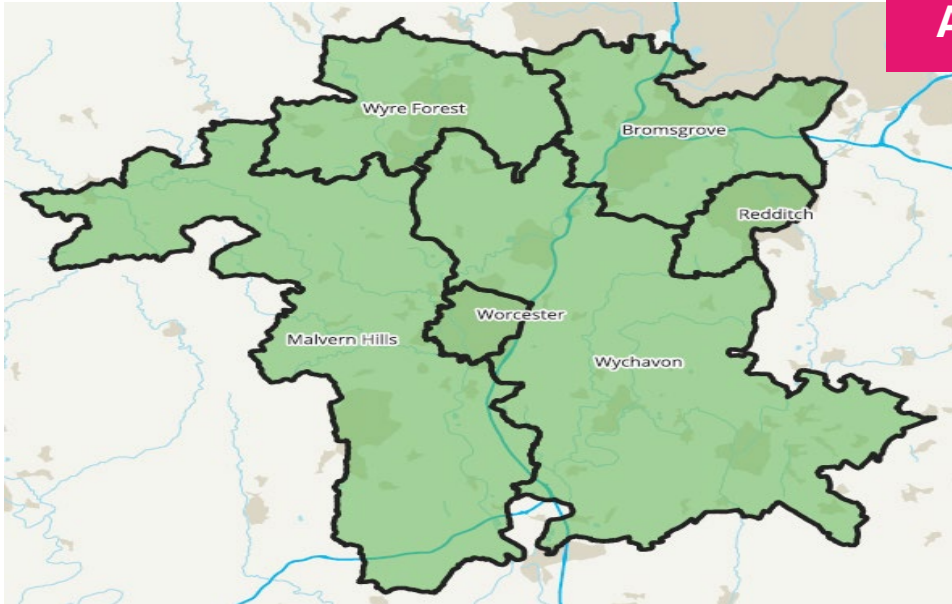 A
Wyre Forest
Bromsgrove
Redditch
Worcester
Malvern Hills
Wychavon